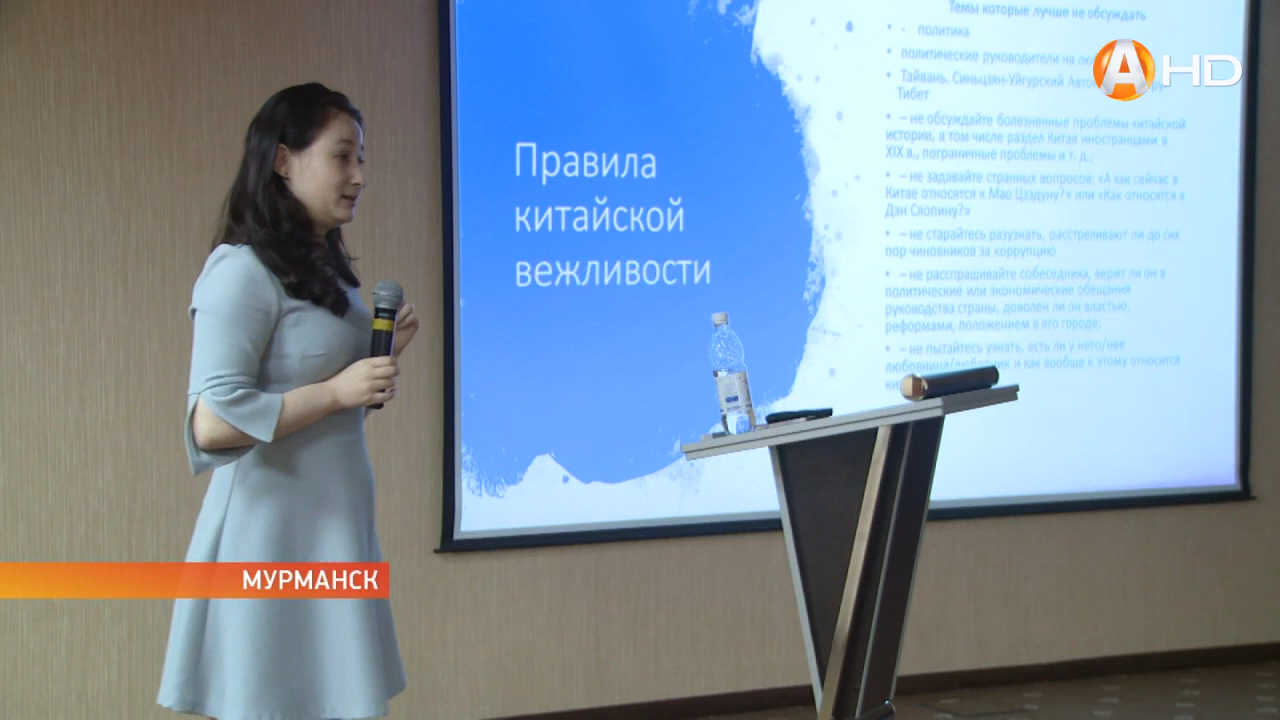 Темы которые лучше не обсуждать
• - политика
• политические руководители на
• Тайвань. Синьцзян-Уйгурский
Тибет
• – не обсуждайте болезненные проблемы китайской
истории, в том числе раздел Китая иностранцами в
XIX в., пограничные проблемы и т. д.;
• – не задавайте странных вопросов: «А как сейчас в
Китае относятся к Мао Цзэдуну?» или «Как относятся к
Дэн Сяопину?»
• – не старайтесь разузнать, расстреливают ли до сих
пор чиновников за коррупцию
• – не расспрашивайте собеседника, верит ли он в
политические или экономические обещания
руководства страны, доволен ли он властью,
реформами, положением в его городе;
• – не пытайтесь узнать, есть ли у него/нее
и как вообще к этому относится
Правила
китайской
вежливости
А HD
МУРМАНСК